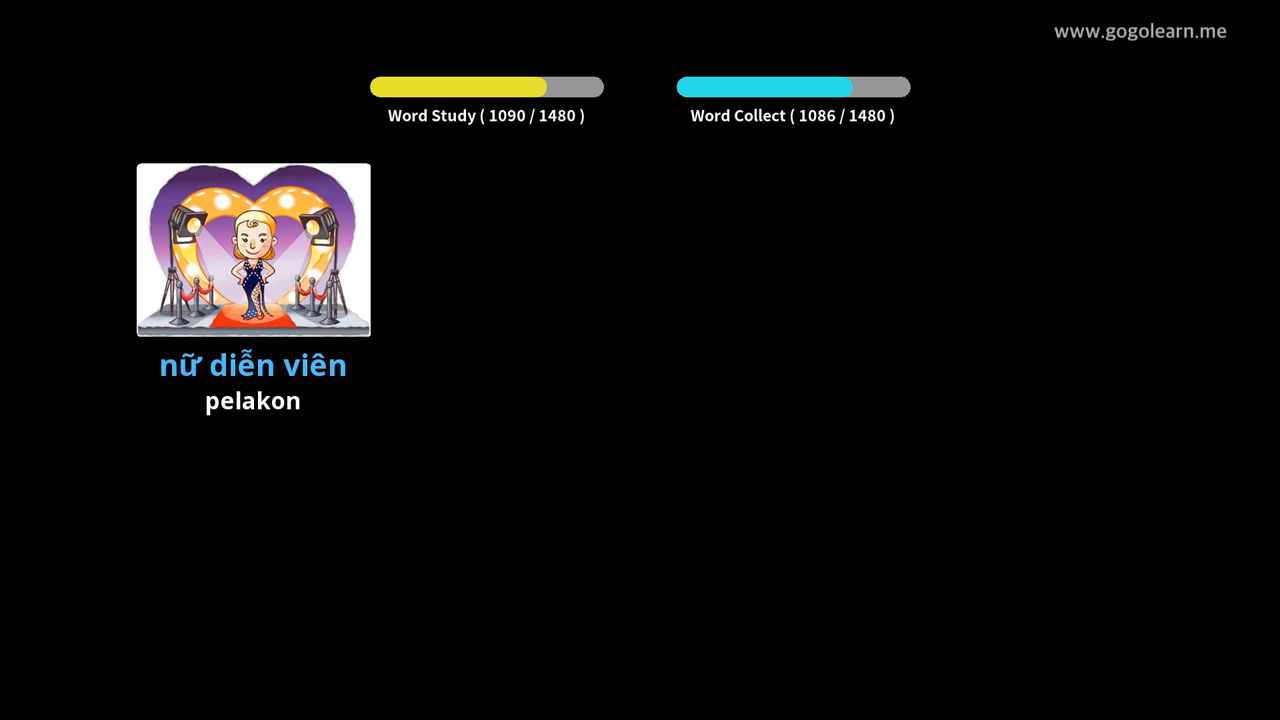 www.gogolearn.me
Word Study ( 1090 / 1480 )
Word Collect ( 1086 / 1480 )
nữ diễn viên
pelakon